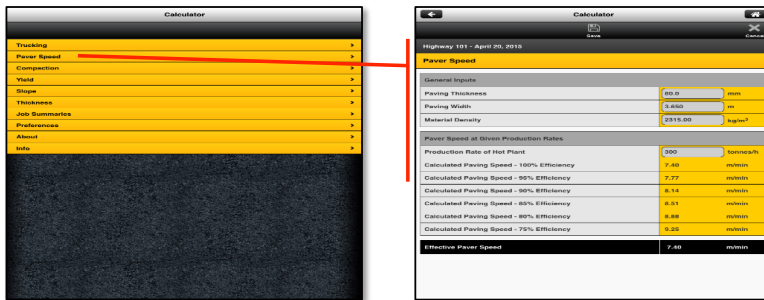 Calculator
Trucking >
Paver Speed >
Compaction >
Yield >
Slope >
Thickness >
Job Summaries >
Preferences >
About >
Info >
Calculator
Save
Cance
Highway 101 - April 20, 2015
Paver Speed
General Inputs
Paving Thickness 80.0 mm
Paving Width 3.650 m
Material Density 2315.00 kg/m³
Paver Speed at Given Production Rates
Production Rate of Hot Plant 300 tonnes/h
Calculated Paving Speed - 100% Efficiency 7.40 m/min
Calculated Paving Speed - 95% Efficiency 7.77 m/min
Calculated Paving Speed - 90% Efficiency 8.14 m/min
Calculated Paving Speed - 85% Efficiency 8.51 m/min
Calculated Paving Speed - 80% Efficiency 8.88 m/min
Calculated Paving Speed - 75% Efficiency 9.25 m/min
Effective Paver Speed 7.40 m/min